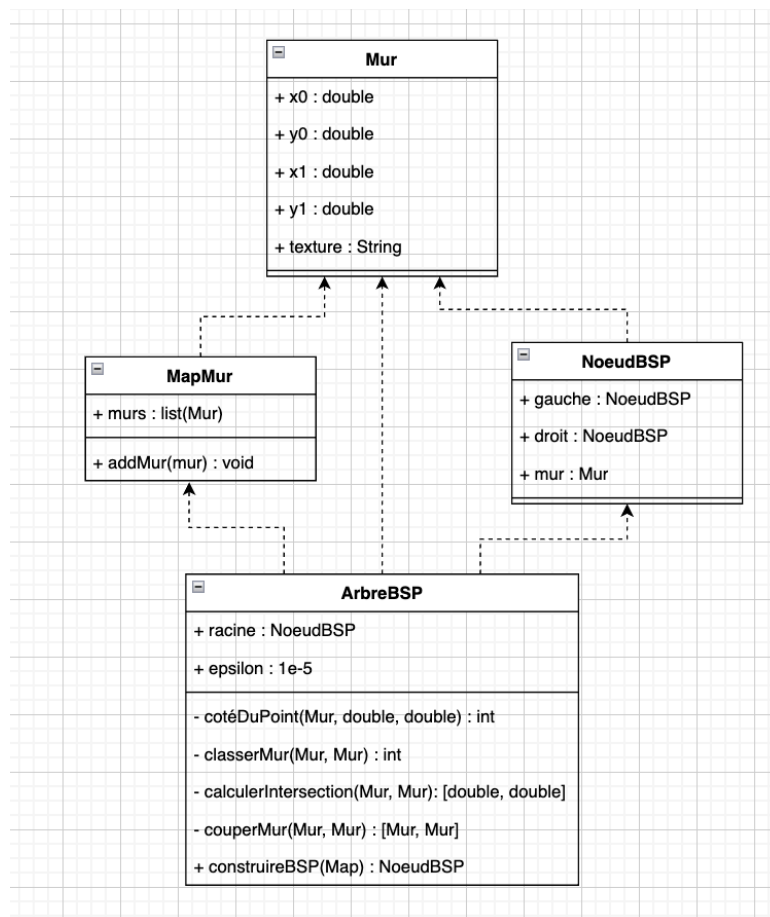 Mur
+ x0 : double
+ y0 : double
+ x1 : double
+ y1 : double
+ texture : String
MapMur
+ murs : list(Mur)
+ addMur(mur) : void
NoeudBSP
+ gauche : NoeudBSP
+ droit : NoeudBSP
+ mur : Mur
ArbreBSP
+ racine : NoeudBSP
+ epsilon : 1e-5
- cotéDuPoint(Mur, double, double) : int
- classerMur(Mur, Mur) : int
- calculerIntersection(Mur, Mur): [double, double]
- couperMur(Mur, Mur) : [Mur, Mur]
+ construireBSP(Map) : NoeudBSP